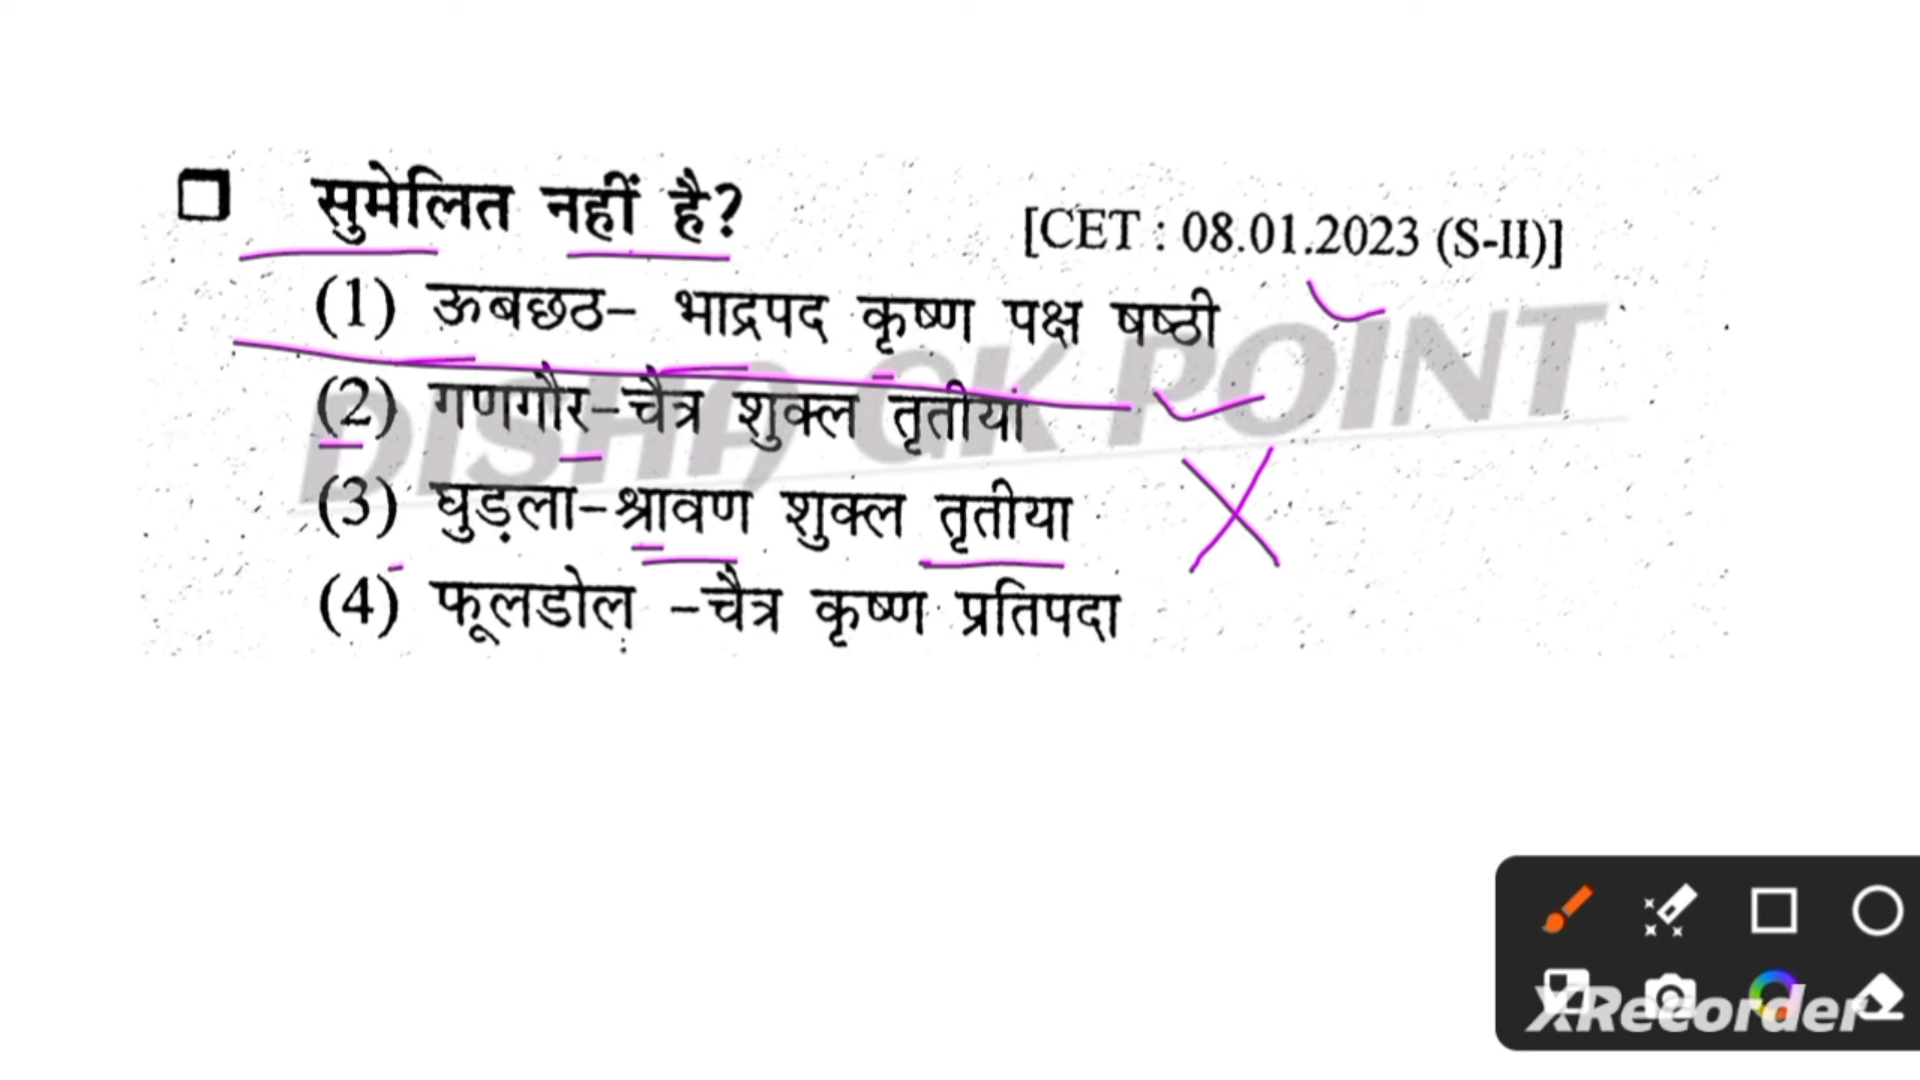 सुमेलित नहीं है?
[CET : 08.01.2023 (S-II)]
(1) ऊबछठ– भाद्रपद कृष्ण पक्ष षष्ठी
(2) गणगौर–चैत्र शुक्ल तृतीया
(3) घुड़ला–श्रावण शुक्ल तृतीया
(4) फूलडोल –चैत्र कृष्ण प्रतिपदा
DISHA GK POINT
XRecorder